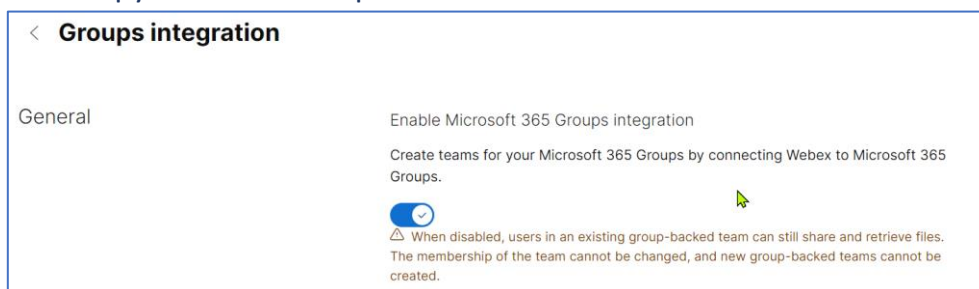 Groups integration
General
Enable Microsoft 365 Groups integration
Create teams for your Microsoft 365 Groups by connecting Webex to Microsoft 365
Groups.
When disabled, users in an existing group-backed team can still share and retrieve files.
The membership of the team cannot be changed, and new group-backed teams cannot be
created.